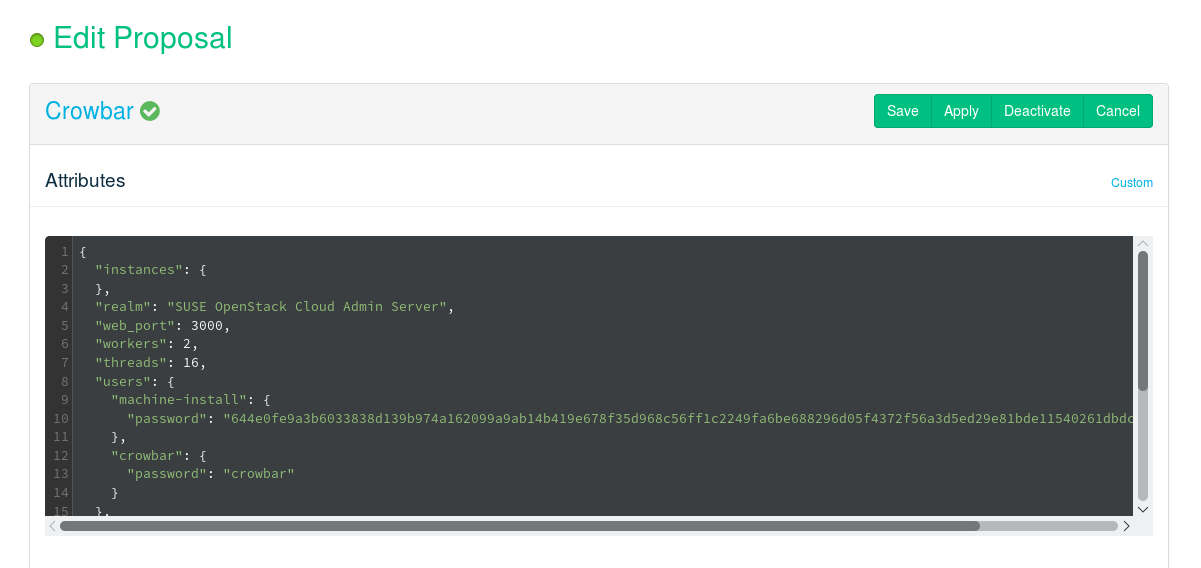 Edit Proposal
Crowbar
Save Apply Deactivate Cancel
Attributes
Custom
1 {
2 "instances": {
3 },
4 "realm": "SUSE OpenStack Cloud Admin Server",
5 "web_port": 3000,
6 "workers": 2,
7 "threads": 16,
8 "users": {
9 "machine-install": {
10 "password": "644e0fe9a3b6033838d139b974a162099a9ab14b419e678f35d968c56ff1c2249fa6be688296d05f4372f56a3d5ed29e81bde11540261dbdc
11 },
12 "crowbar": {
13 "password": "crowbar"
14 }
15 },